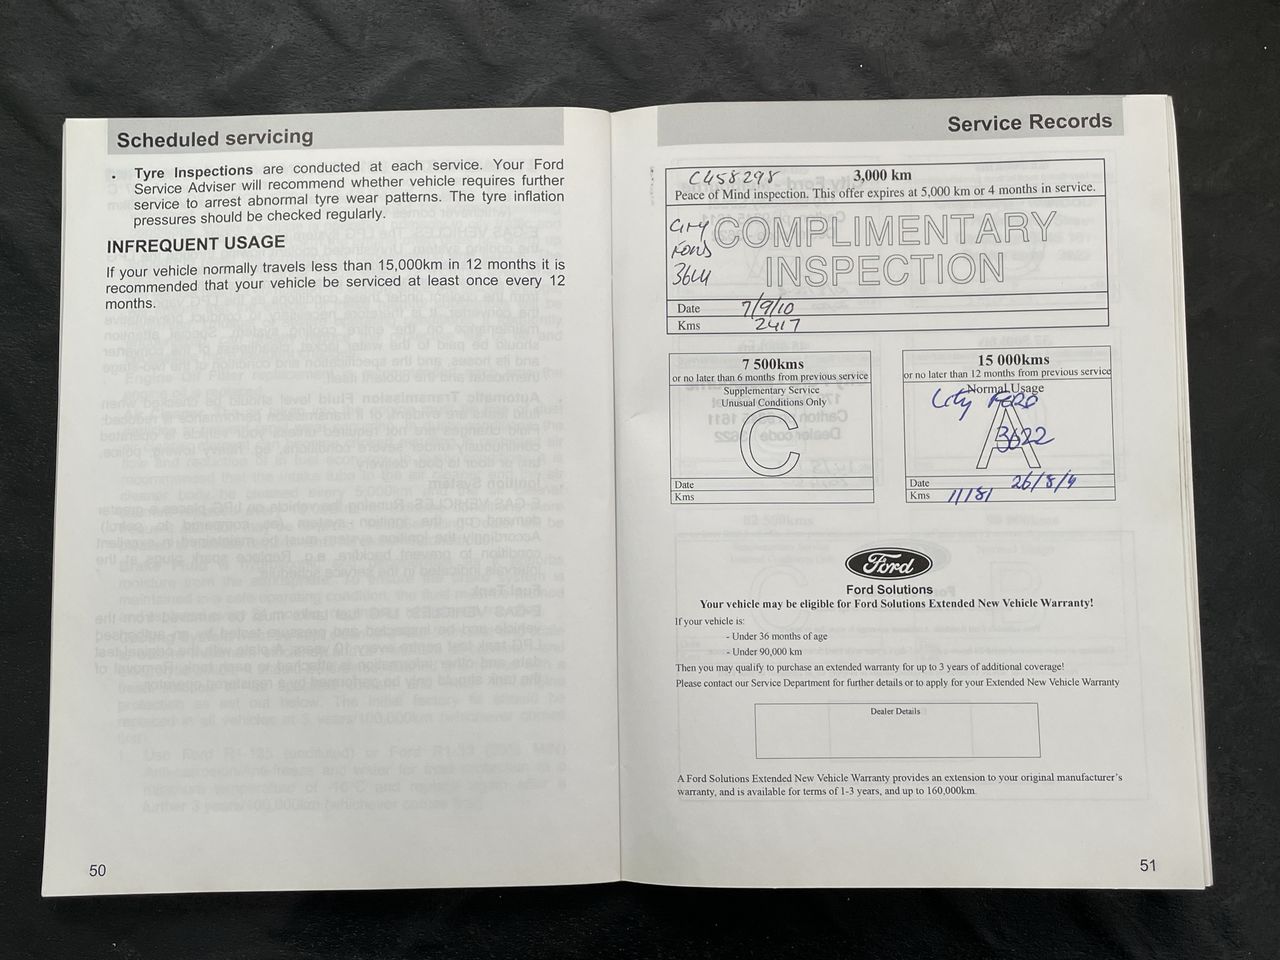 Scheduled servicing
. Tyre Inspections are conducted at each service. Your Ford
Service Adviser will recommend whether vehicle requires further
service to arrest abnormal tyre wear patterns. The tyre inflation
pressures should be checked regularly.
INFREQUENT USAGE
If your vehicle normally travels less than 15,000km in 12 months it is
recommended that your vehicle be serviced at least once every 12
months.
50
Service Records
C458298 3,000 km
Peace of Mind inspection. This offer expires at 5,000 km or 4 months in service.
City
Ford
COMPLIMENTARY
INSPECTION
Date 7/9/10
Kms 2417
7 500kms
or no later than 6 months from previous service
Supplementary Service
Unusual Conditions Only
C
Date
Kms
15 000kms
or no later than 12 months from previous service
Normal Usage
City Ford
A
3622
Date 26/8/
Kms 11181
Ford
Ford Solutions
Your vehicle may be eligible for Ford Solutions Extended New Vehicle Warranty!
If your vehicle is:
- Under 36 months of age
- Under 90,000 km
Then you may qualify to purchase an extended warranty for up to 3 years of additional coverage!
Please contact our Service Department for further details or to apply for your Extended New Vehicle Warranty
Dealer Details
A Ford Solutions Extended New Vehicle Warranty provides an extension to your original manufacturer's
warranty, and is available for terms of 1-3 years, and up to 160,000km.
51